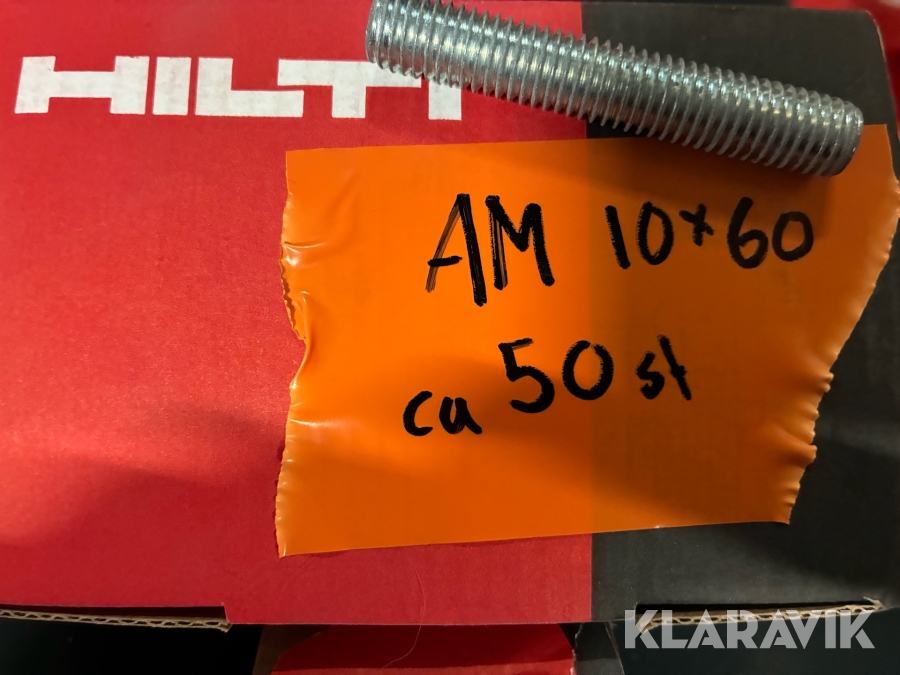 HILTI
AM 10x60
ca 50 st
KLARAVIK